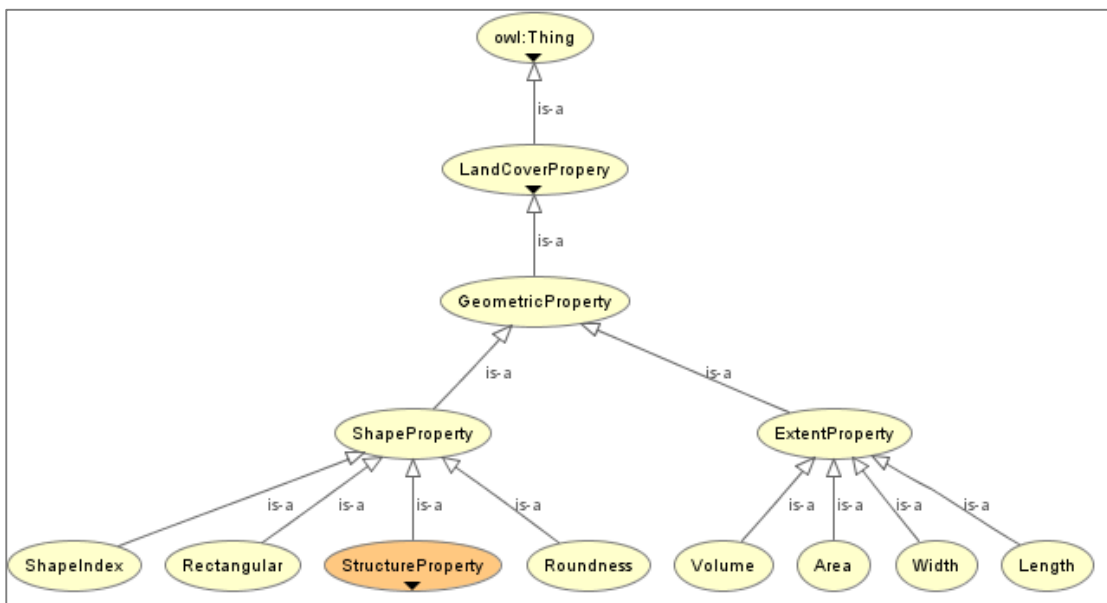 owl:Thing
is-a
LandCoverPropery
is-a
GeometricProperty
is-a is-a
ShapeProperty ExtentProperty
is-a is-a is-a is-a is-a is-a is-a is-a
ShapeIndex Rectangular StructureProperty Roundness Volume Area Width Length